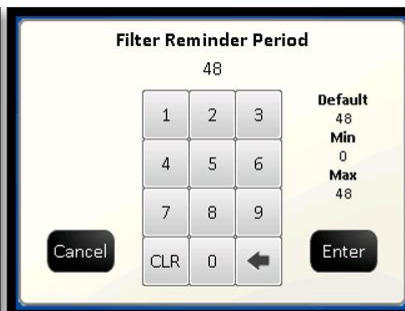 Filter Reminder Period
48
1 2 3
4 5 6
7 8 9
CLR 0
Default
48
Min
0
Max
48
Cancel
Enter